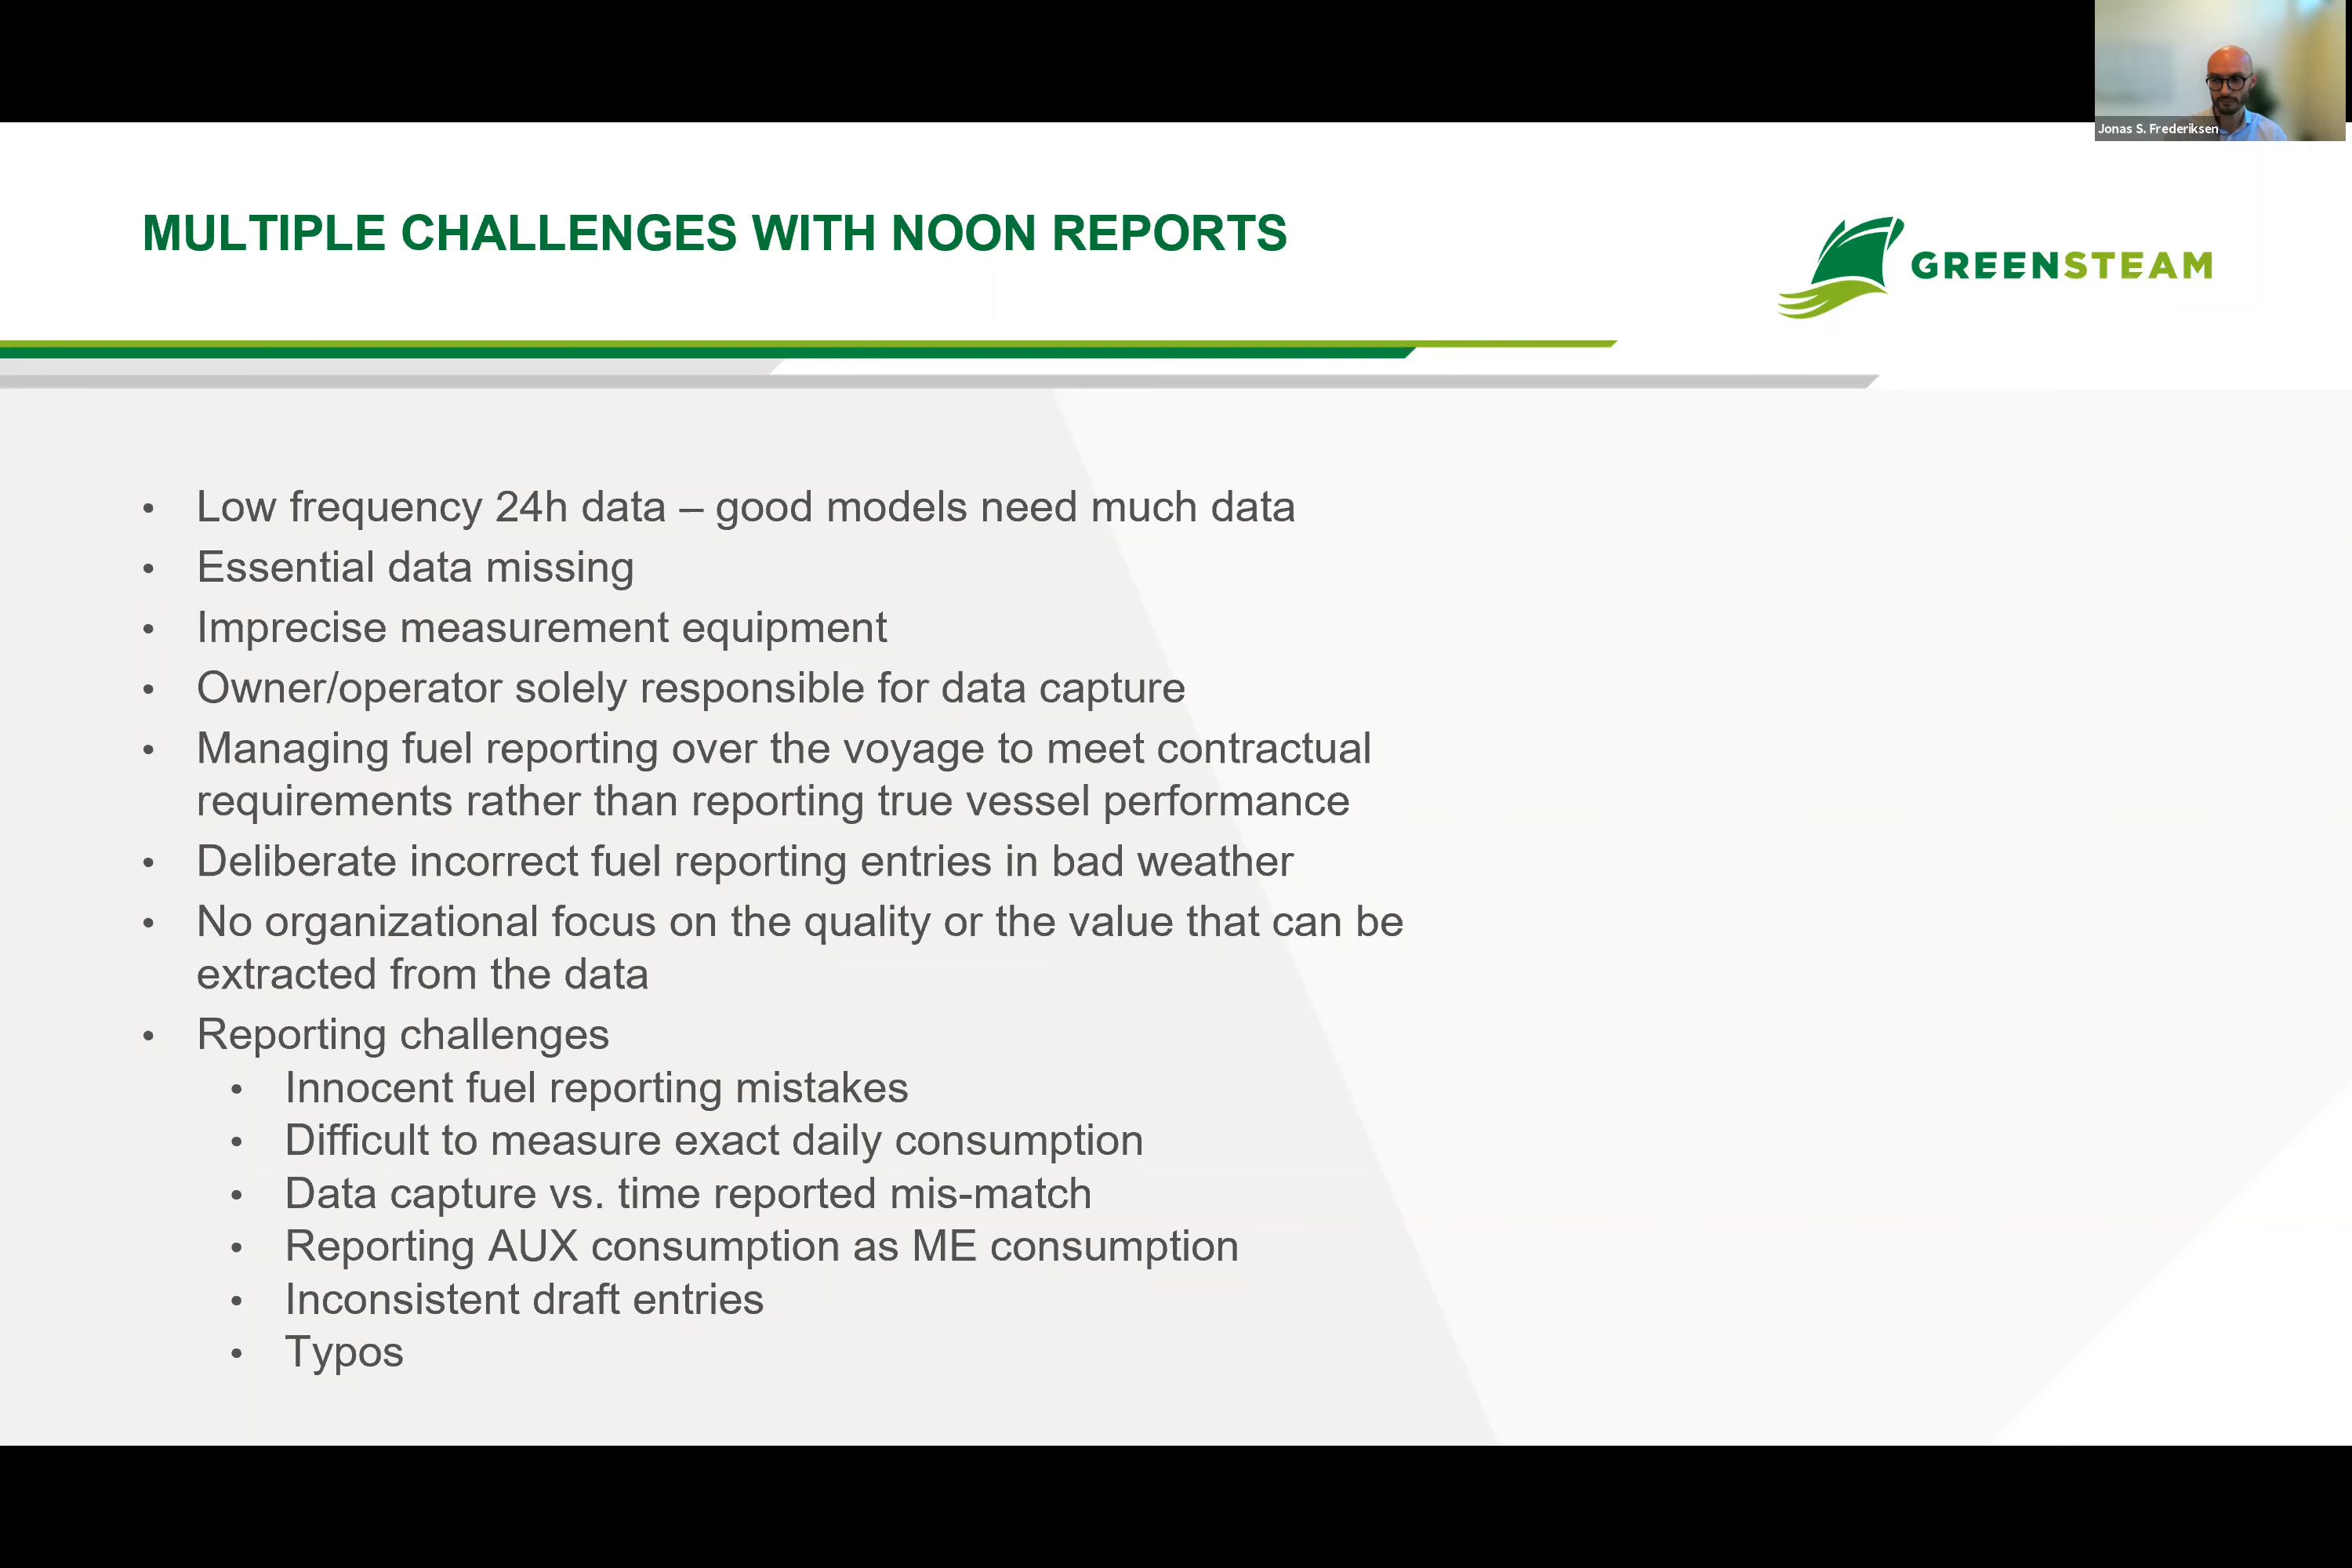 Jonas S. Frederiksen
MULTIPLE CHALLENGES WITH NOON REPORTS
GREENSTEAM
• Low frequency 24h data – good models need much data
• Essential data missing
• Imprecise measurement equipment
• Owner/operator solely responsible for data capture
• Managing fuel reporting over the voyage to meet contractual
requirements rather than reporting true vessel performance
• Deliberate incorrect fuel reporting entries in bad weather
• No organizational focus on the quality or the value that can be
extracted from the data
• Reporting challenges
• Innocent fuel reporting mistakes
• Difficult to measure exact daily consumption
• Data capture vs. time reported mis-match
• Reporting AUX consumption as ME consumption
• Inconsistent draft entries
• Typos